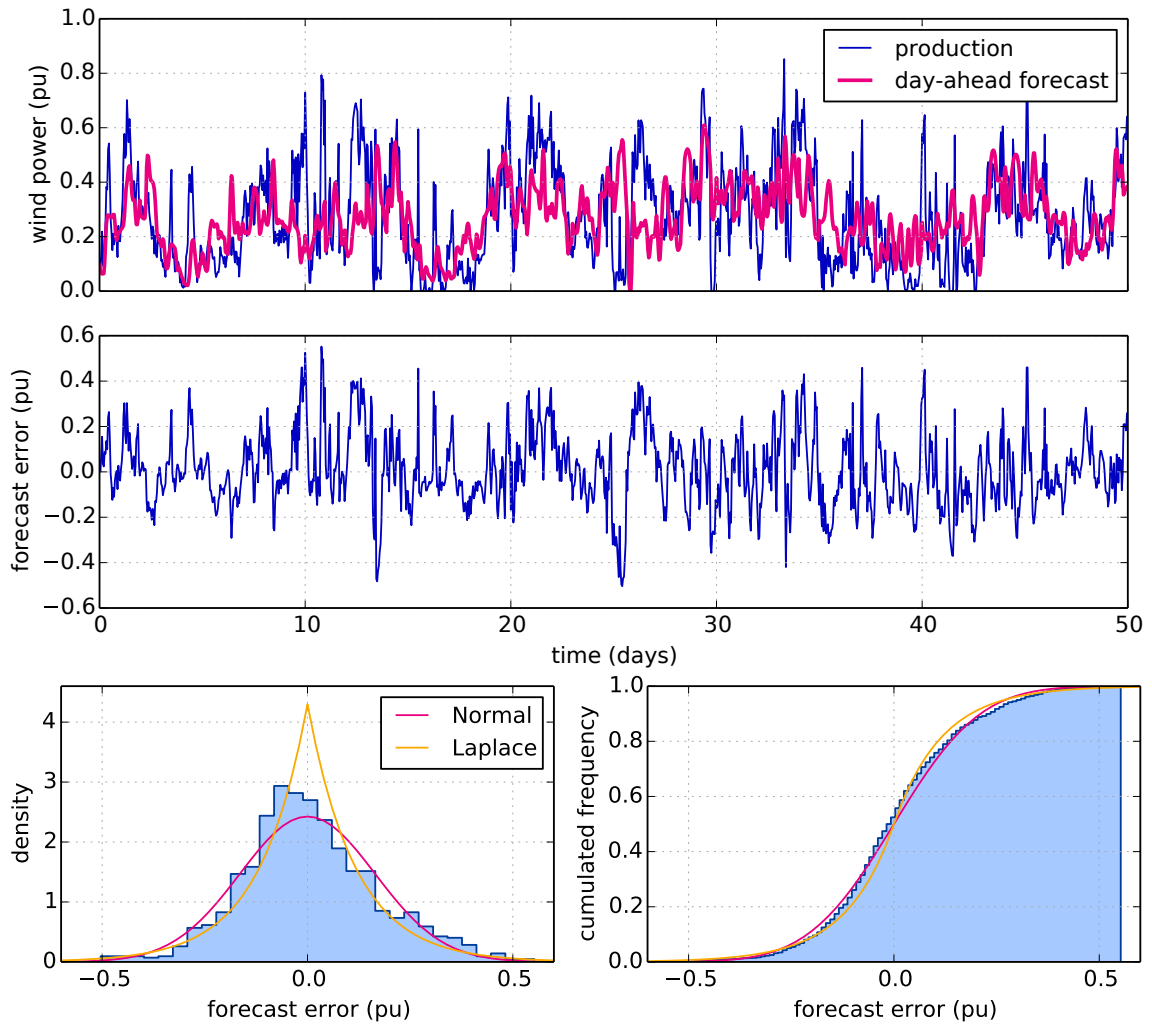 1.0
0.8
0.6
0.4
0.2
0.0
wind power (pu)
production
day-ahead forecast
0.6
0.4
0.2
0.0
−0.2
−0.4
−0.6
forecast error (pu)
0 10 20 30 40 50
time (days)
4
3
2
1
0
density
Normal
Laplace
−0.5 0.0 0.5
forecast error (pu)
1.0
0.8
0.6
0.4
0.2
0.0
cumulated frequency
−0.5 0.0 0.5
forecast error (pu)